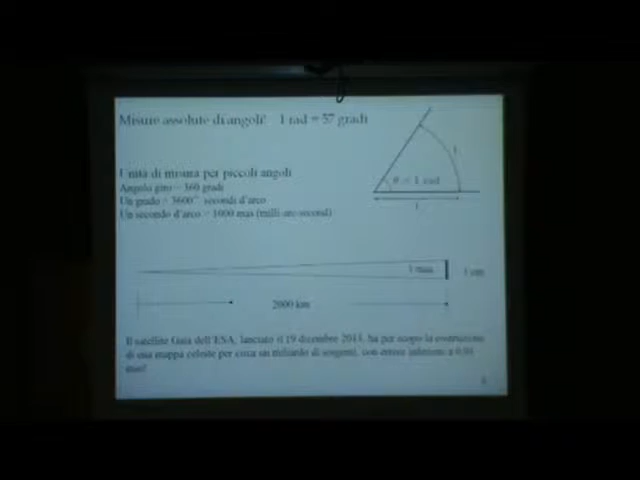 Misure assolute di angoli! 1 rad = 57 gradi
1
θ = 1 rad
1
Unità di misura per piccoli angoli
Angolo giro = 360 gradi
Un grado = 3600 secondi d'arco
Un secondo d'arco = 1000 mas (milli-arc-second)
1 mas
1 cm
2000 km
Il satellite Gaia dell'ESA, lanciato il 19 dicembre 2013, ha per scopo la costruzione
di una mappa celeste per circa un miliardo di sorgenti, con errore inferiore a 0.01
mas!